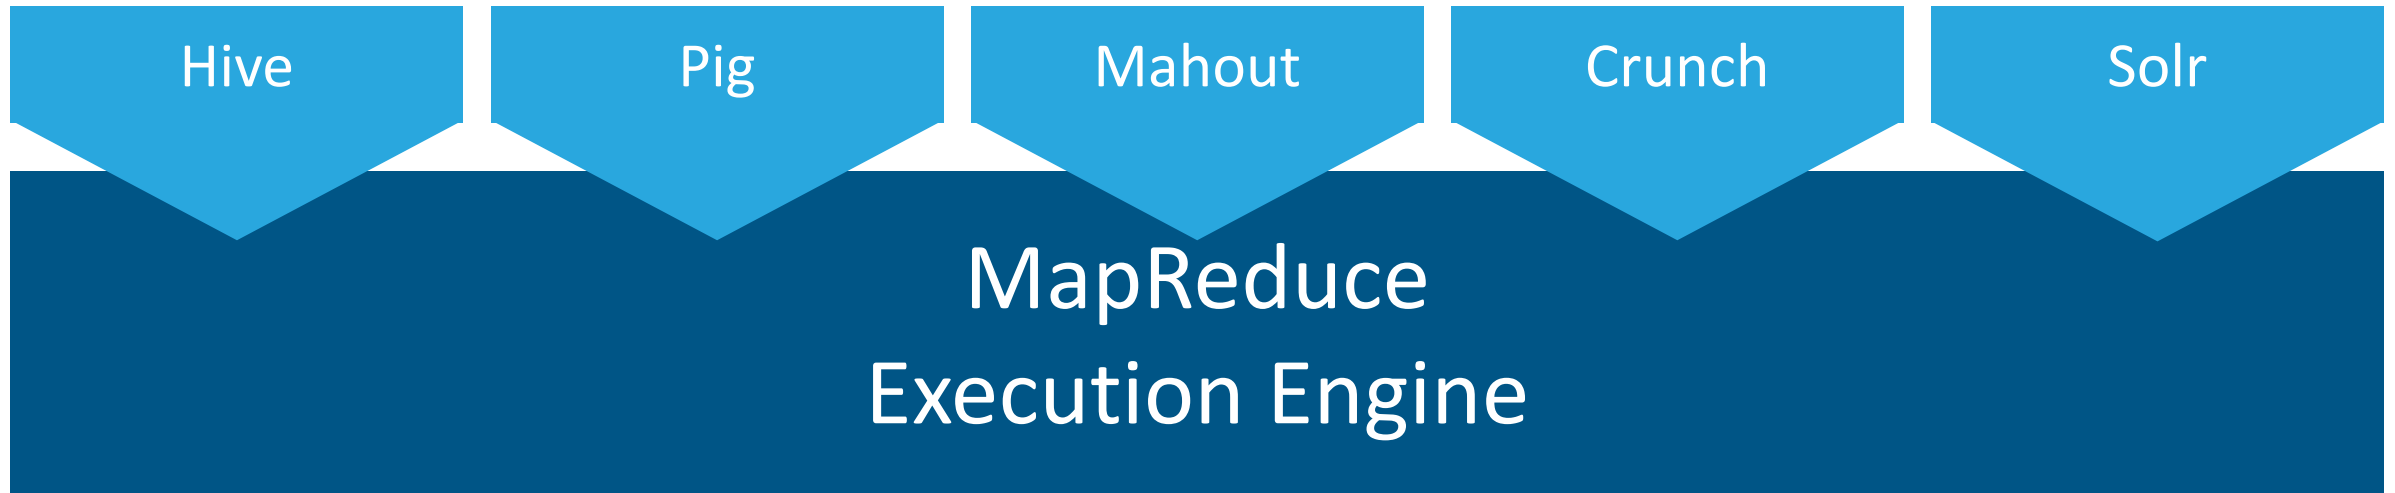 Hive
Pig
Mahout
Crunch
Solr
MapReduce
Execution Engine